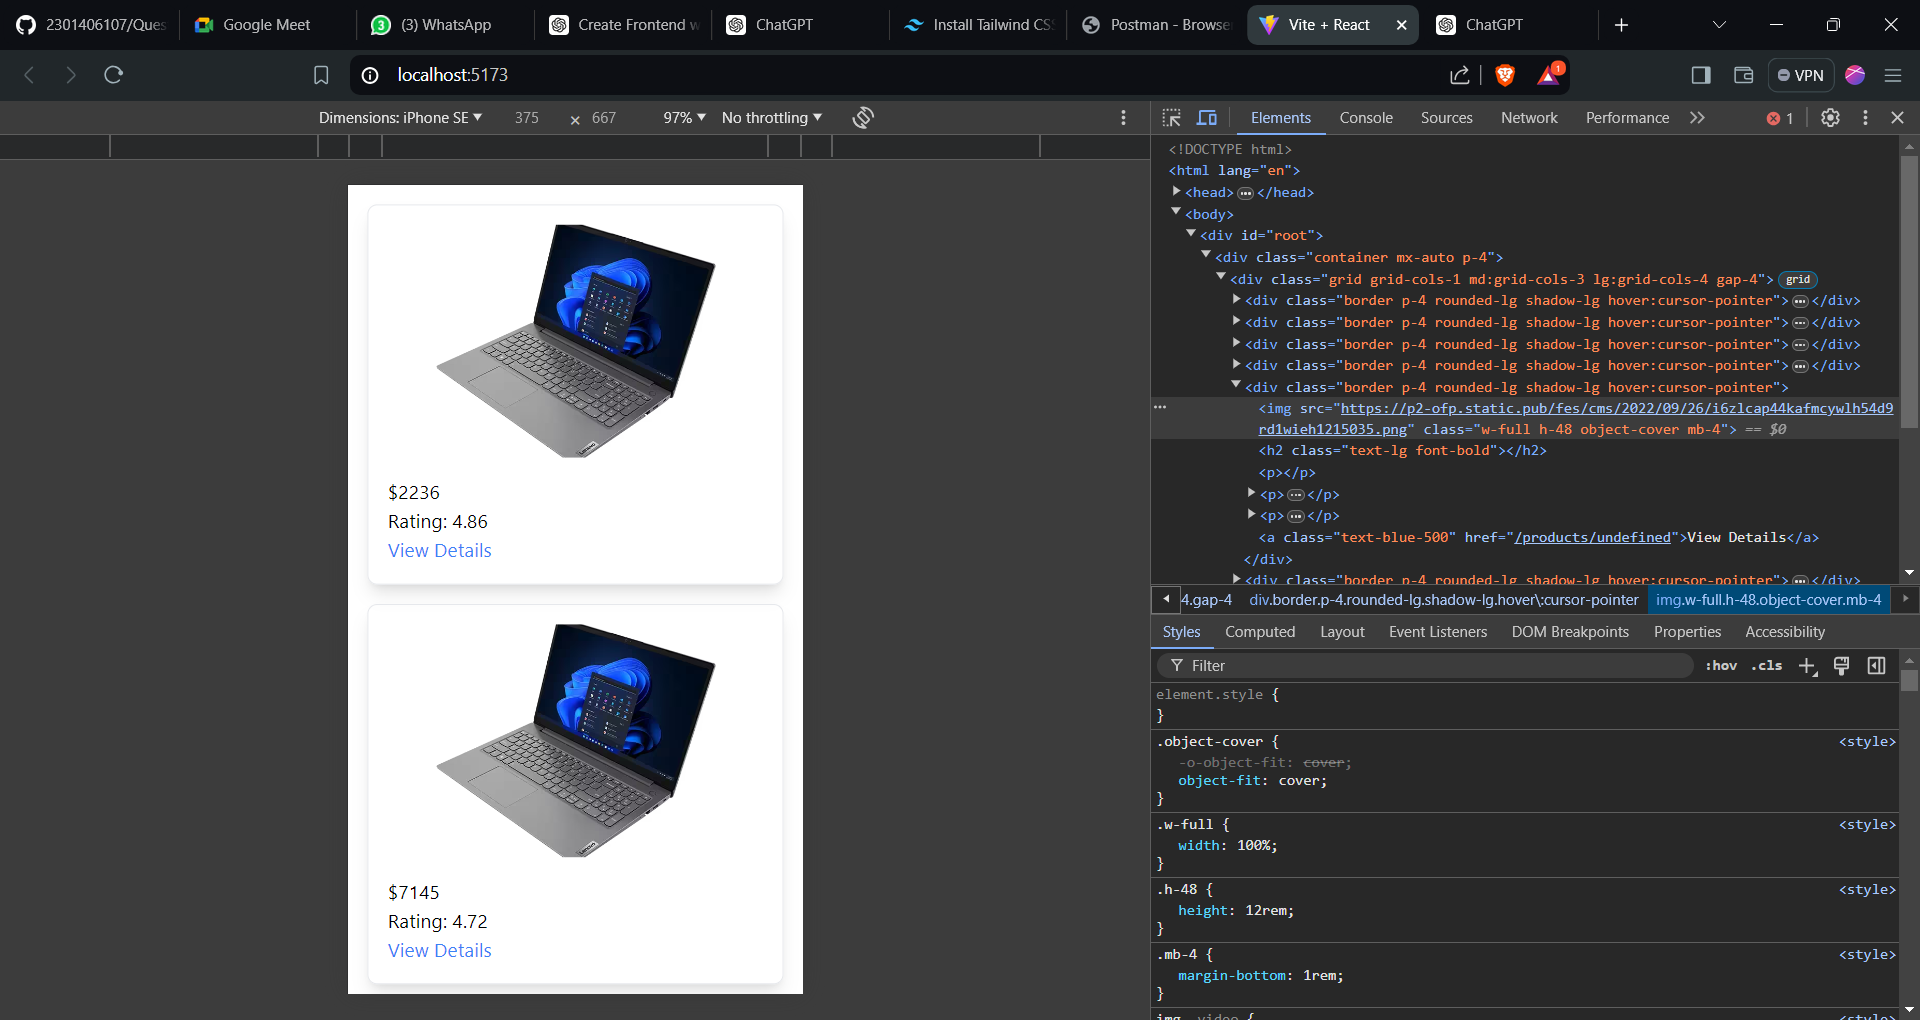 2301406107/Ques
Google Meet
(3) WhatsApp
Create Frontend w
ChatGPT
Install Tailwind CSS
Postman - Browse
Vite + React
ChatGPT
localhost:5173
1
VPN
Dimensions: iPhone SE
375 × 667
97%
No throttling
Elements
Console
Sources
Network
Performance
1
<!DOCTYPE html>
<html lang="en">
<head> ··· </head>
<body>
<div id="root">
<div class="container mx-auto p-4">
<div class="grid grid-cols-1 md:grid-cols-3 lg:grid-cols-4 gap-4"> grid
<div class="border p-4 rounded-lg shadow-lg hover:cursor-pointer"> ··· </div>
<div class="border p-4 rounded-lg shadow-lg hover:cursor-pointer"> ··· </div>
<div class="border p-4 rounded-lg shadow-lg hover:cursor-pointer"> ··· </div>
<div class="border p-4 rounded-lg shadow-lg hover:cursor-pointer"> ··· </div>
<div class="border p-4 rounded-lg shadow-lg hover:cursor-pointer">
<img src="https://p2-ofp.static.pub/fes/cms/2022/09/26/i6zlcap44kafmcywlh54d9
rd1wieh1215035.png" class="w-full h-48 object-cover mb-4"> == $0
<h2 class="text-lg font-bold"></h2>
<p></p>
<p> ··· </p>
<p> ··· </p>
<a class="text-blue-500" href="/products/undefined">View Details</a>
</div>
<div class="border p-4 rounded-lg shadow-lg hover:cursor-pointer"> ··· </div>
4.gap-4 div.border.p-4.rounded-lg.shadow-lg.hover\:cursor-pointer img.w-full.h-48.object-cover.mb-4
Styles
Computed
Layout
Event Listeners
DOM Breakpoints
Properties
Accessibility
Filter
:hov .cls
element.style {
}
.object-cover { <style>
-o-object-fit: cover;
object-fit: cover;
}
.w-full { <style>
width: 100%;
}
.h-48 { <style>
height: 12rem;
}
.mb-4 { <style>
margin-bottom: 1rem;
}
img, video { <style>
Lenovo
$2236
Rating: 4.86
View Details
Lenovo
$7145
Rating: 4.72
View Details